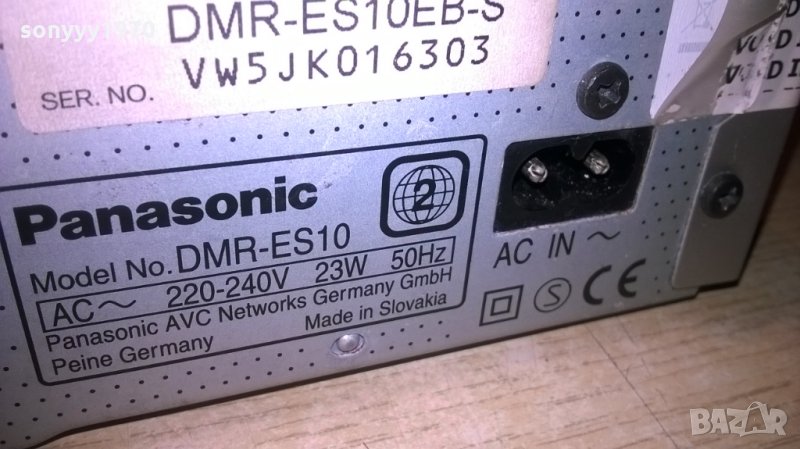 sonyyy1970
DMR-ES10EB-S
VW5JK016303
SER. NO.
Panasonic
2
Model No. DMR-ES10
AC～ 220-240V 23W 50Hz
Panasonic AVC Networks Germany GmbH
Peine Germany Made in Slovakia
AC IN ～
S CE
BAZAR